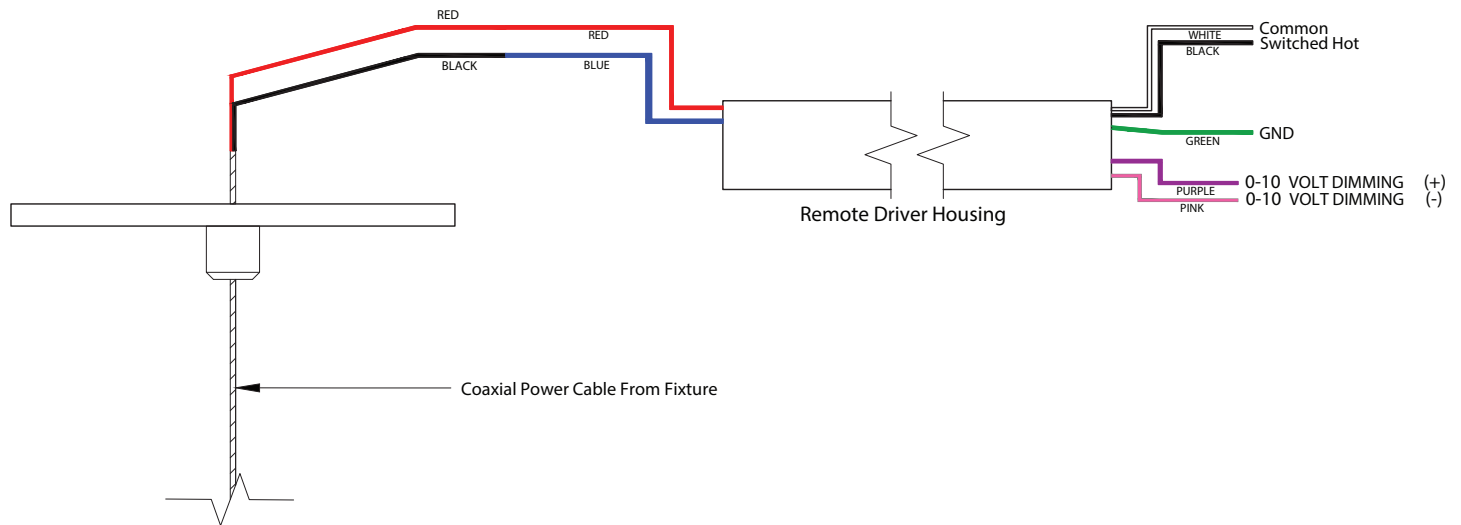 RED
RED
BLACK
BLUE
WHITE
Common
BLACK
Switched Hot
GREEN
GND
PURPLE
0-10 VOLT DIMMING (+)
PINK
0-10 VOLT DIMMING (-)
Remote Driver Housing
Coaxial Power Cable From Fixture